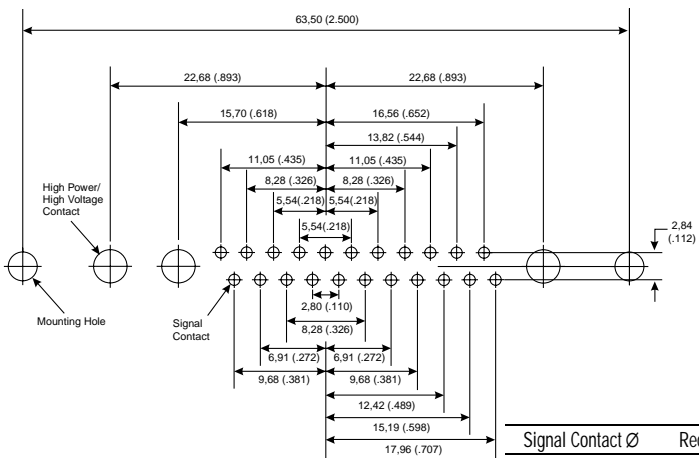 63,50 (2.500)
22,68 (.893) 22,68 (.893)
15,70 (.618) 16,56 (.652)
13,82 (.544)
11,05 (.435) 11,05 (.435)
High Power/
High Voltage
Contact
8,28 (.326) 8,28 (.326)
5,54(.218) 5,54(.218)
5,54(.218)
2,84
(.112)
Mounting Hole
Signal
Contact
2,80 (.110)
8,28 (.326)
6,91 (.272) 6,91 (.272)
9,68 (.381) 9,68 (.381)
12,42 (.489)
15,19 (.598)
17,96 (.707)
Signal Contact Ø